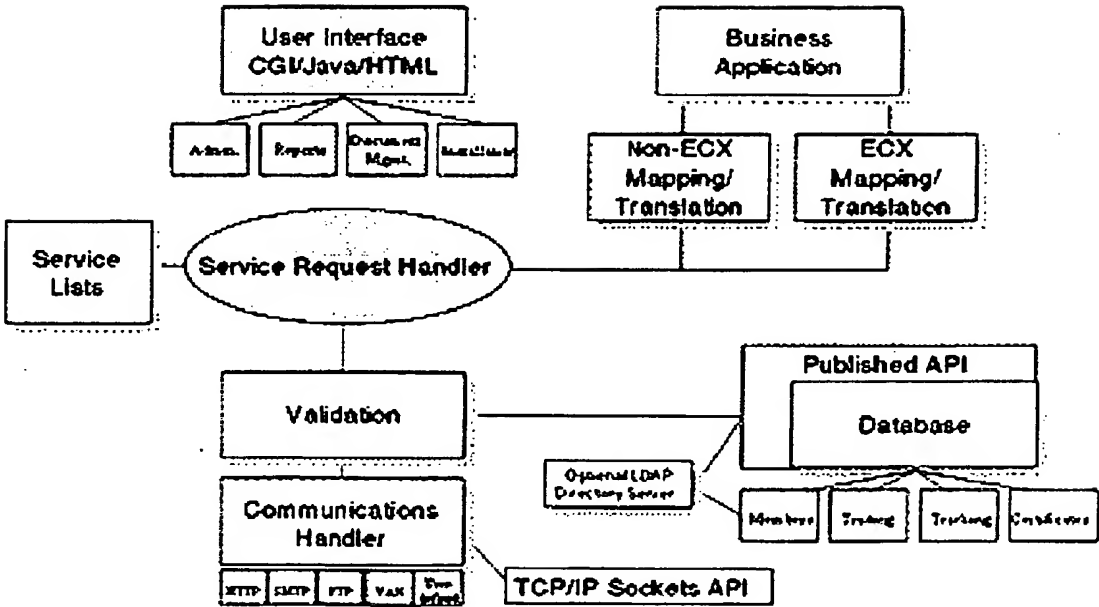 User Interface
CGI/Java/HTML
Business
Application
Admin.
Reports
Document
Mgmt.
Non-ECX
Mapping/
Translation
ECX
Mapping/
Translation
Service
Lists
Service Request Handler
Published API
Validation
Database
Optional LDAP
Directory Server
Communications
Handler
Members
Trading
Tracking
Certificates
HTTP
SMTP
FTP
VAN
TCP/IP Sockets API